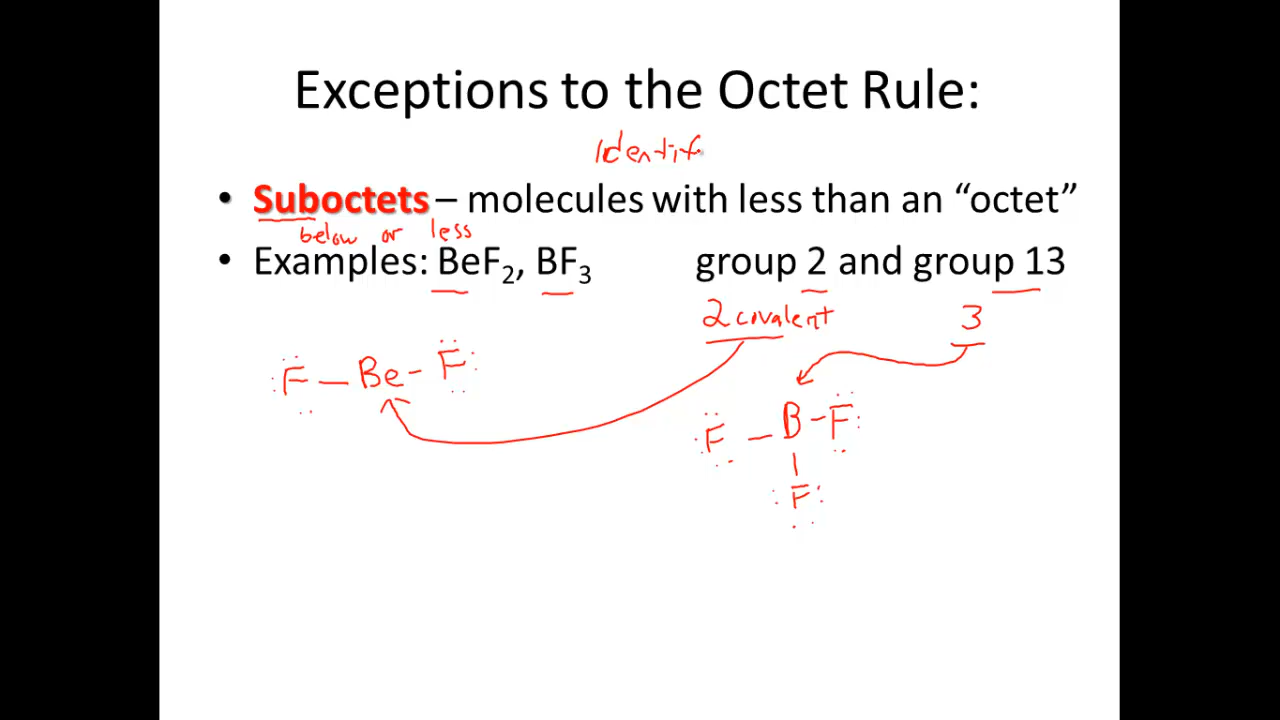 Exceptions to the Octet Rule:
Identif
• Suboctets – molecules with less than an “octet”
below or less
• Examples: BeF₂, BF₃ group 2 and group 13
2 covalent 3
F – Be – F
F – B – F
F